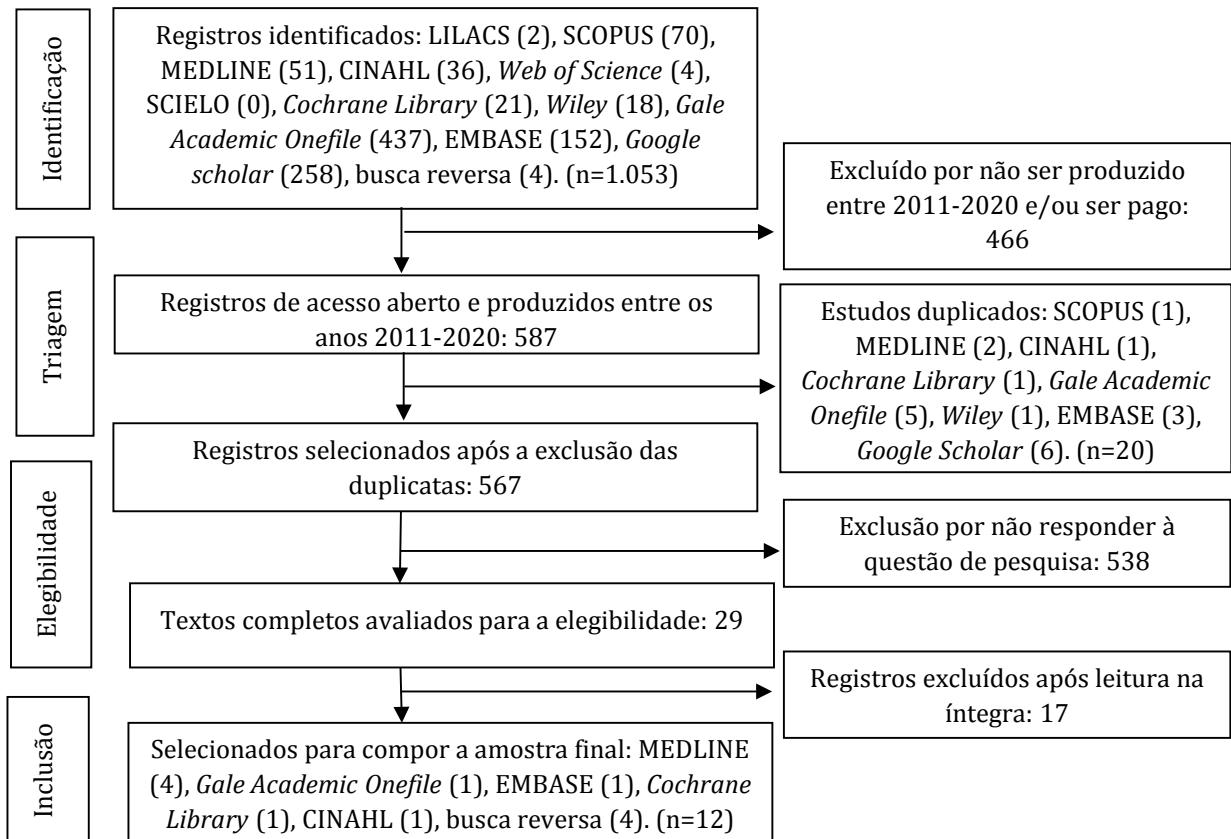 Identificação
Registros identificados: LILACS (2), SCOPUS (70),
MEDLINE (51), CINAHL (36), Web of Science (4),
SCIELO (0), Cochrane Library (21), Wiley (18), Gale
Academic Onefile (437), EMBASE (152), Google
scholar (258), busca reversa (4). (n=1.053)
Excluído por não ser produzido
entre 2011-2020 e/ou ser pago:
466
Triagem
Registros de acesso aberto e produzidos entre os
anos 2011-2020: 587
Estudos duplicados: SCOPUS (1),
MEDLINE (2), CINAHL (1),
Cochrane Library (1), Gale Academic
Onefile (5), Wiley (1), EMBASE (3),
Google Scholar (6). (n=20)
Registros selecionados após a exclusão das
duplicatas: 567
Elegibilidade
Exclusão por não responder à
questão de pesquisa: 538
Textos completos avaliados para a elegibilidade: 29
Registros excluídos após leitura na
íntegra: 17
Inclusão
Selecionados para compor a amostra final: MEDLINE
(4), Gale Academic Onefile (1), EMBASE (1), Cochrane
Library (1), CINAHL (1), busca reversa (4). (n=12)